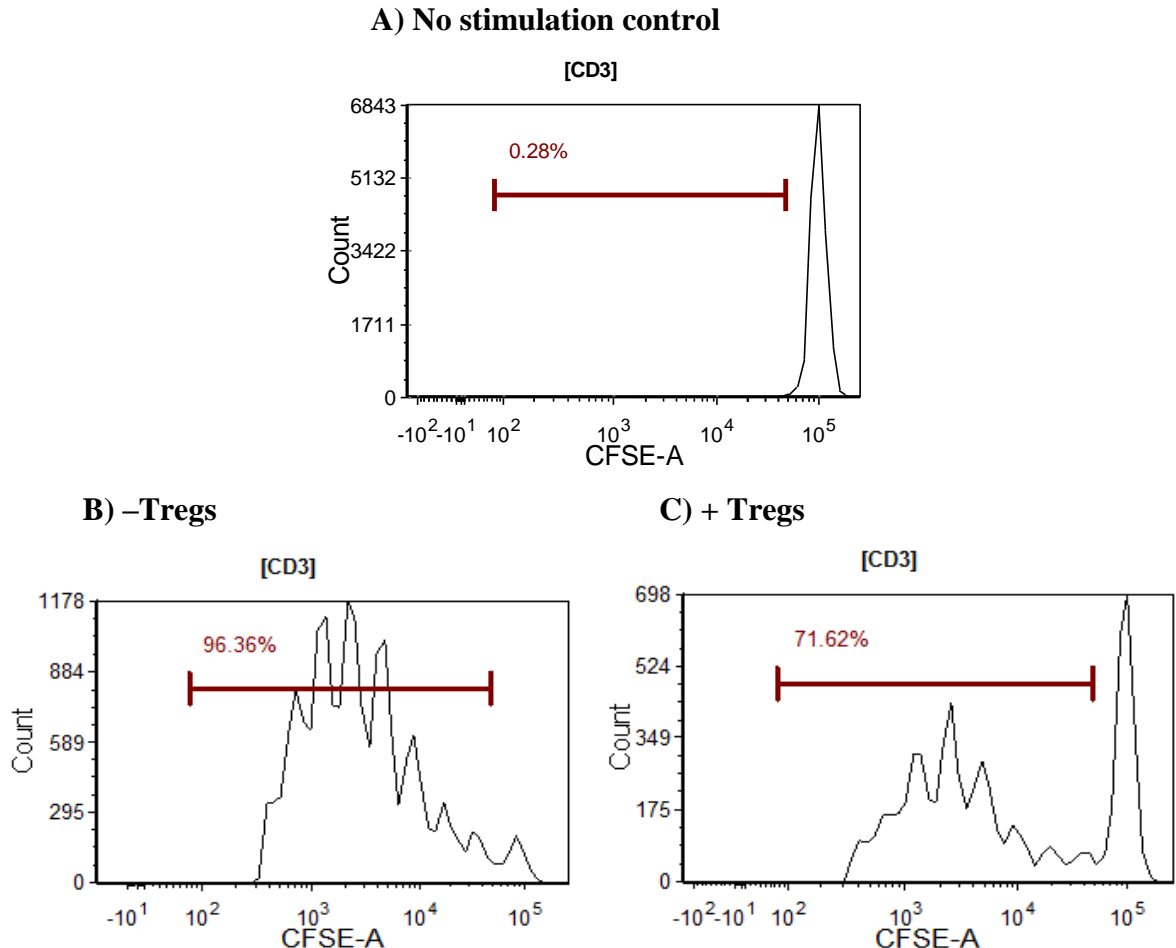 A) No stimulation control
[CD3]
6843
0.28%
5132
Count
3422
1711
0
-10² -10¹ 10² 10³ 10⁴ 10⁵
CFSE-A
B) –Tregs
[CD3]
1178
96.36%
884
Count
589
295
0
-10¹ 10² 10³ 10⁴ 10⁵
CFSE-A
C) + Tregs
[CD3]
698
71.62%
524
Count
349
175
0
-10² -10¹ 10² 10³ 10⁴ 10⁵
CFSE-A